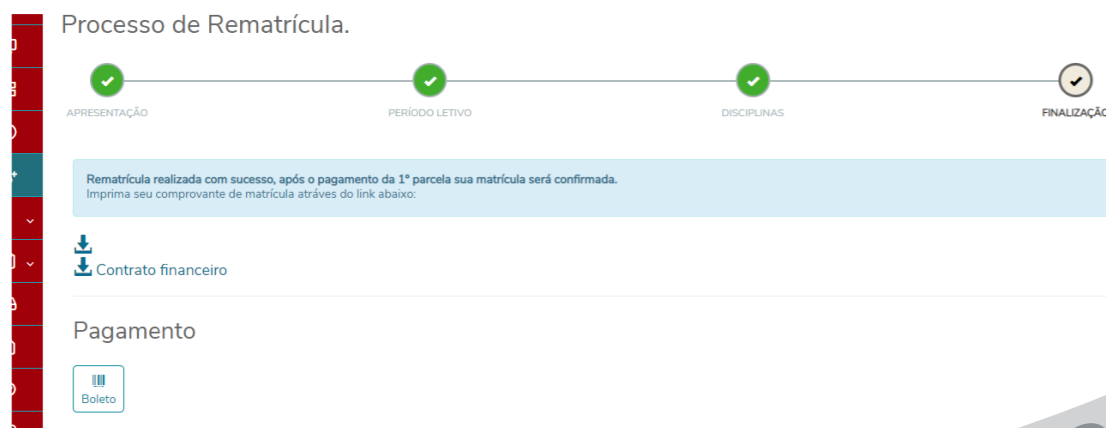 Processo de Rematrícula.
APRESENTAÇÃO
PERÍODO LETIVO
DISCIPLINAS
FINALIZAÇÃO
Rematrícula realizada com sucesso, após o pagamento da 1º parcela sua matrícula será confirmada.
Imprima seu comprovante de matrícula atráves do link abaixo:
Contrato financeiro
Pagamento
Boleto